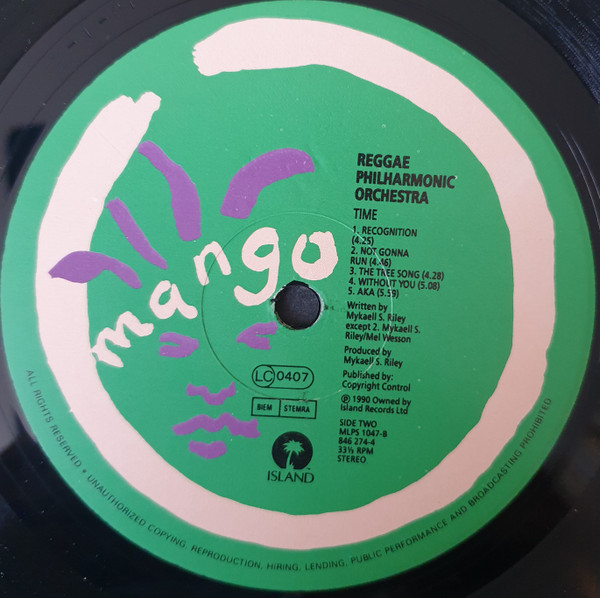 mango
REGGAE
PHILHARMONIC
ORCHESTRA
TIME
1. RECOGNITION
(4.25)
2. NOT GONNA
RUN (4.46)
3. THE TREE SONG (4.28)
4. WITHOUT YOU (5.08)
5. AKA (5.59)
Written by
Mykaell S. Riley
except 2. Mykaell S.
Riley/Mel Wesson
Produced by
Mykaell S. Riley
Published by:
Copyright Control
℗ 1990 Owned by
Island Records Ltd
LC 0407
BIEM STEMRA
SIDE TWO
MLPS 1047-B
846 274-4
33⅓ RPM
STEREO
ISLAND
ALL RIGHTS RESERVED • UNAUTHORIZED COPYING, REPRODUCTION, HIRING, LENDING, PUBLIC PERFORMANCE AND BROADCASTING PROHIBITED